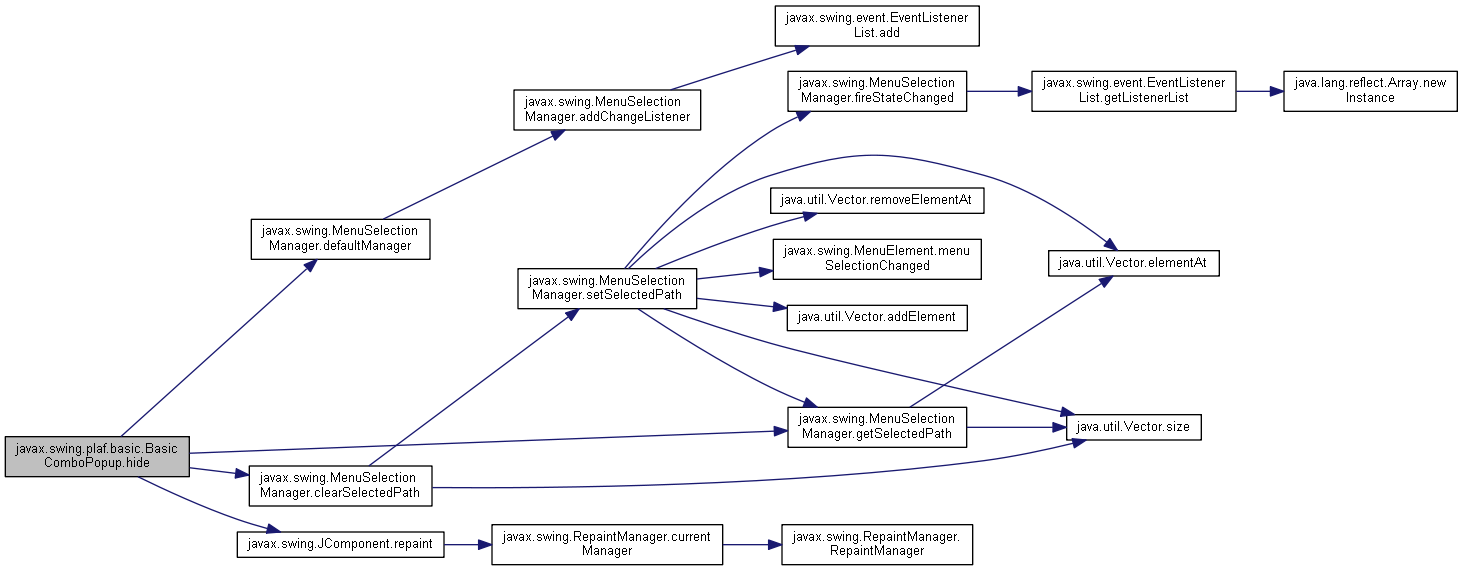 javax.swing.event.EventListener
List.add
javax.swing.MenuSelection
Manager.fireStateChanged
javax.swing.event.EventListener
List.getListenerList
java.lang.reflect.Array.new
Instance
javax.swing.MenuSelection
Manager.addChangeListener
java.util.Vector.removeElementAt
javax.swing.MenuSelection
Manager.defaultManager
javax.swing.MenuElement.menu
SelectionChanged
java.util.Vector.elementAt
javax.swing.MenuSelection
Manager.setSelectedPath
java.util.Vector.addElement
javax.swing.MenuSelection
Manager.getSelectedPath
java.util.Vector.size
javax.swing.plaf.basic.Basic
ComboPopup.hide
javax.swing.MenuSelection
Manager.clearSelectedPath
javax.swing.JComponent.repaint
javax.swing.RepaintManager.current
Manager
javax.swing.RepaintManager.
RepaintManager